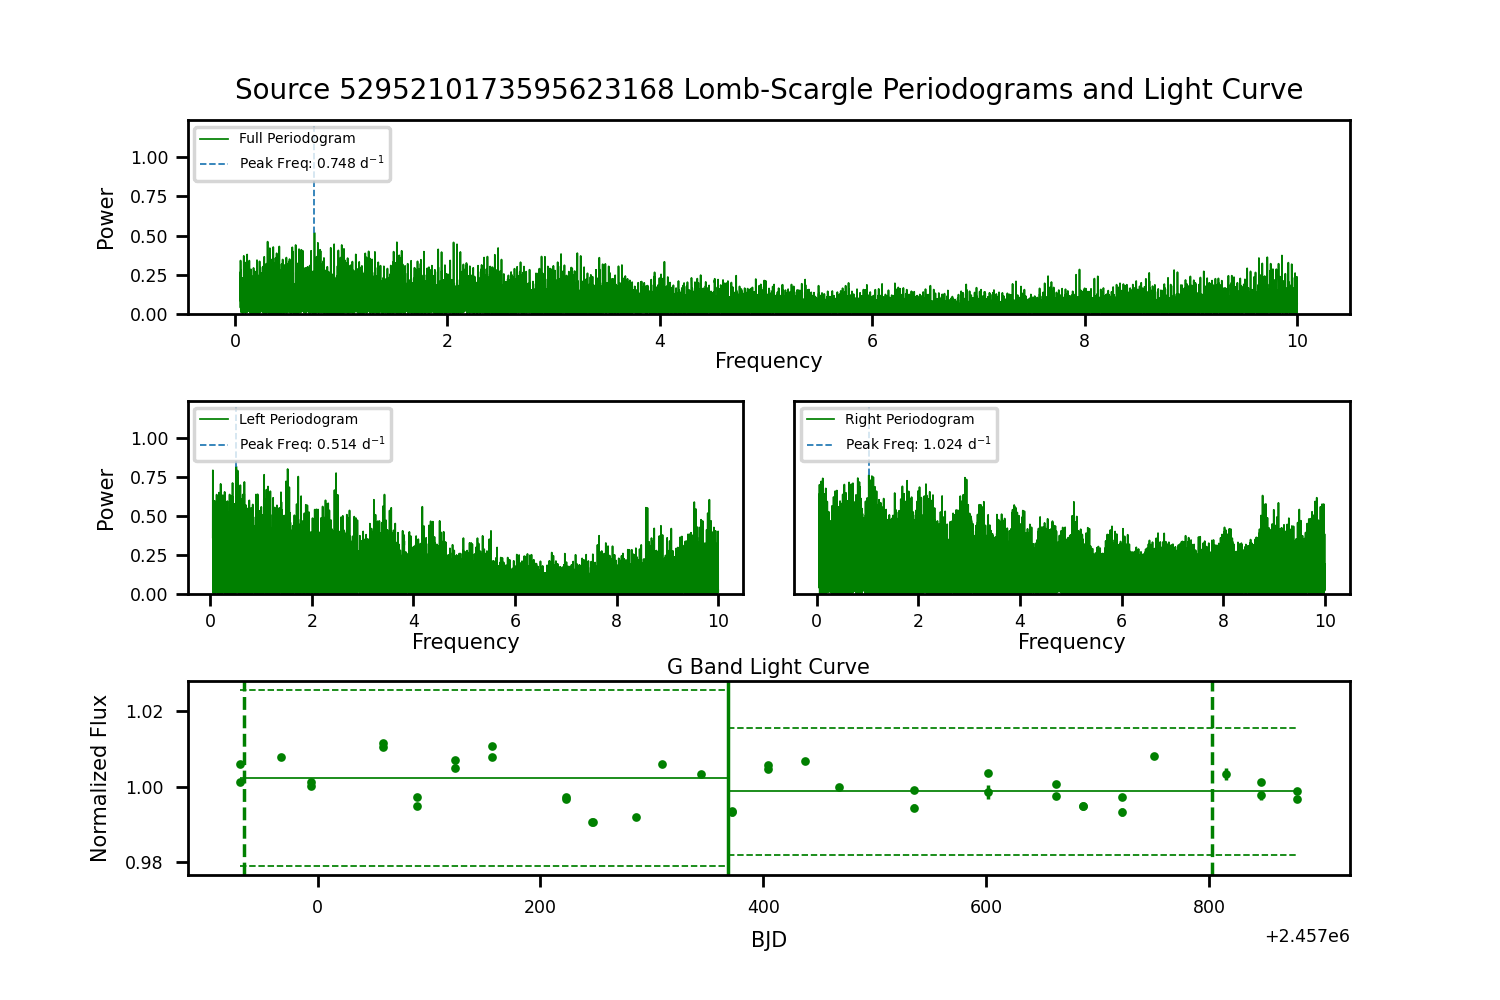 Source 5295210173595623168 Lomb-Scargle Periodograms and Light Curve
Full Periodogram
Peak Freq: 0.748 d⁻¹
1.00
0.75
0.50
0.25
0.00
Power
0 2 4 6 8 10
Frequency
Left Periodogram
Peak Freq: 0.514 d⁻¹
1.00
0.75
0.50
0.25
0.00
Power
0 2 4 6 8 10
Frequency
Right Periodogram
Peak Freq: 1.024 d⁻¹
0 2 4 6 8 10
Frequency
G Band Light Curve
1.02
1.00
0.98
Normalized Flux
0 200 400 600 800
BJD
+2.457e6